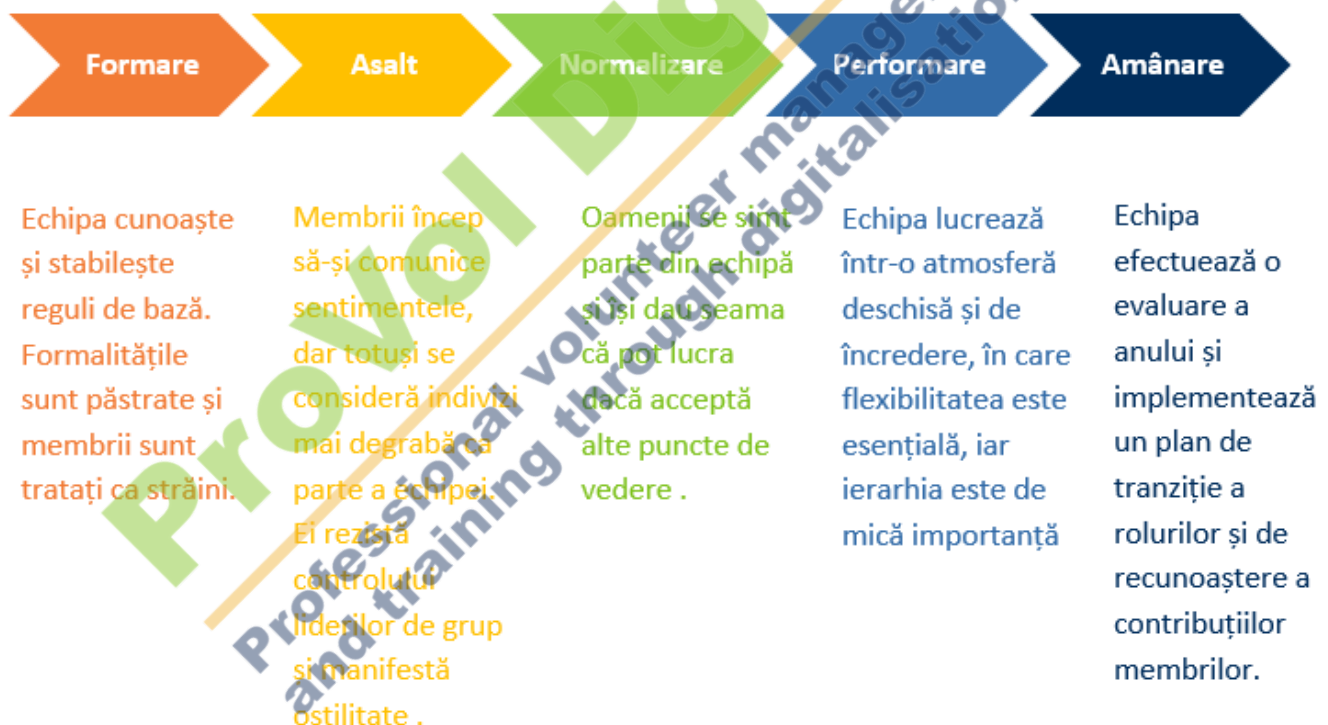 Formare
Asalt
Normalizare
Performare
Amânare
Echipa cunoaște
și stabilește
reguli de bază.
Formalitățile
sunt păstrate și
membrii sunt
tratați ca străini.
Membrii încep
să-și comunice
sentimentele,
dar totuși se
consideră indivizi
mai degrabă ca
parte a echipei.
Ei rezistă
controlului
liderilor de grup
și manifestă
ostilitate .
Oamenii se simt
parte din echipă
și își dau seama
că pot lucra
dacă acceptă
alte puncte de
vedere .
Echipa lucrează
într-o atmosferă
deschisă și de
încredere, în care
flexibilitatea este
esențială, iar
ierarhia este de
mică importanță
Echipa
efectuează o
evaluare a
anului și
implementează
un plan de
tranziție a
rolurilor și de
recunoaștere a
contribuțiilor
membrilor.
ProVol
Professional volunteer
and training through digitalisation